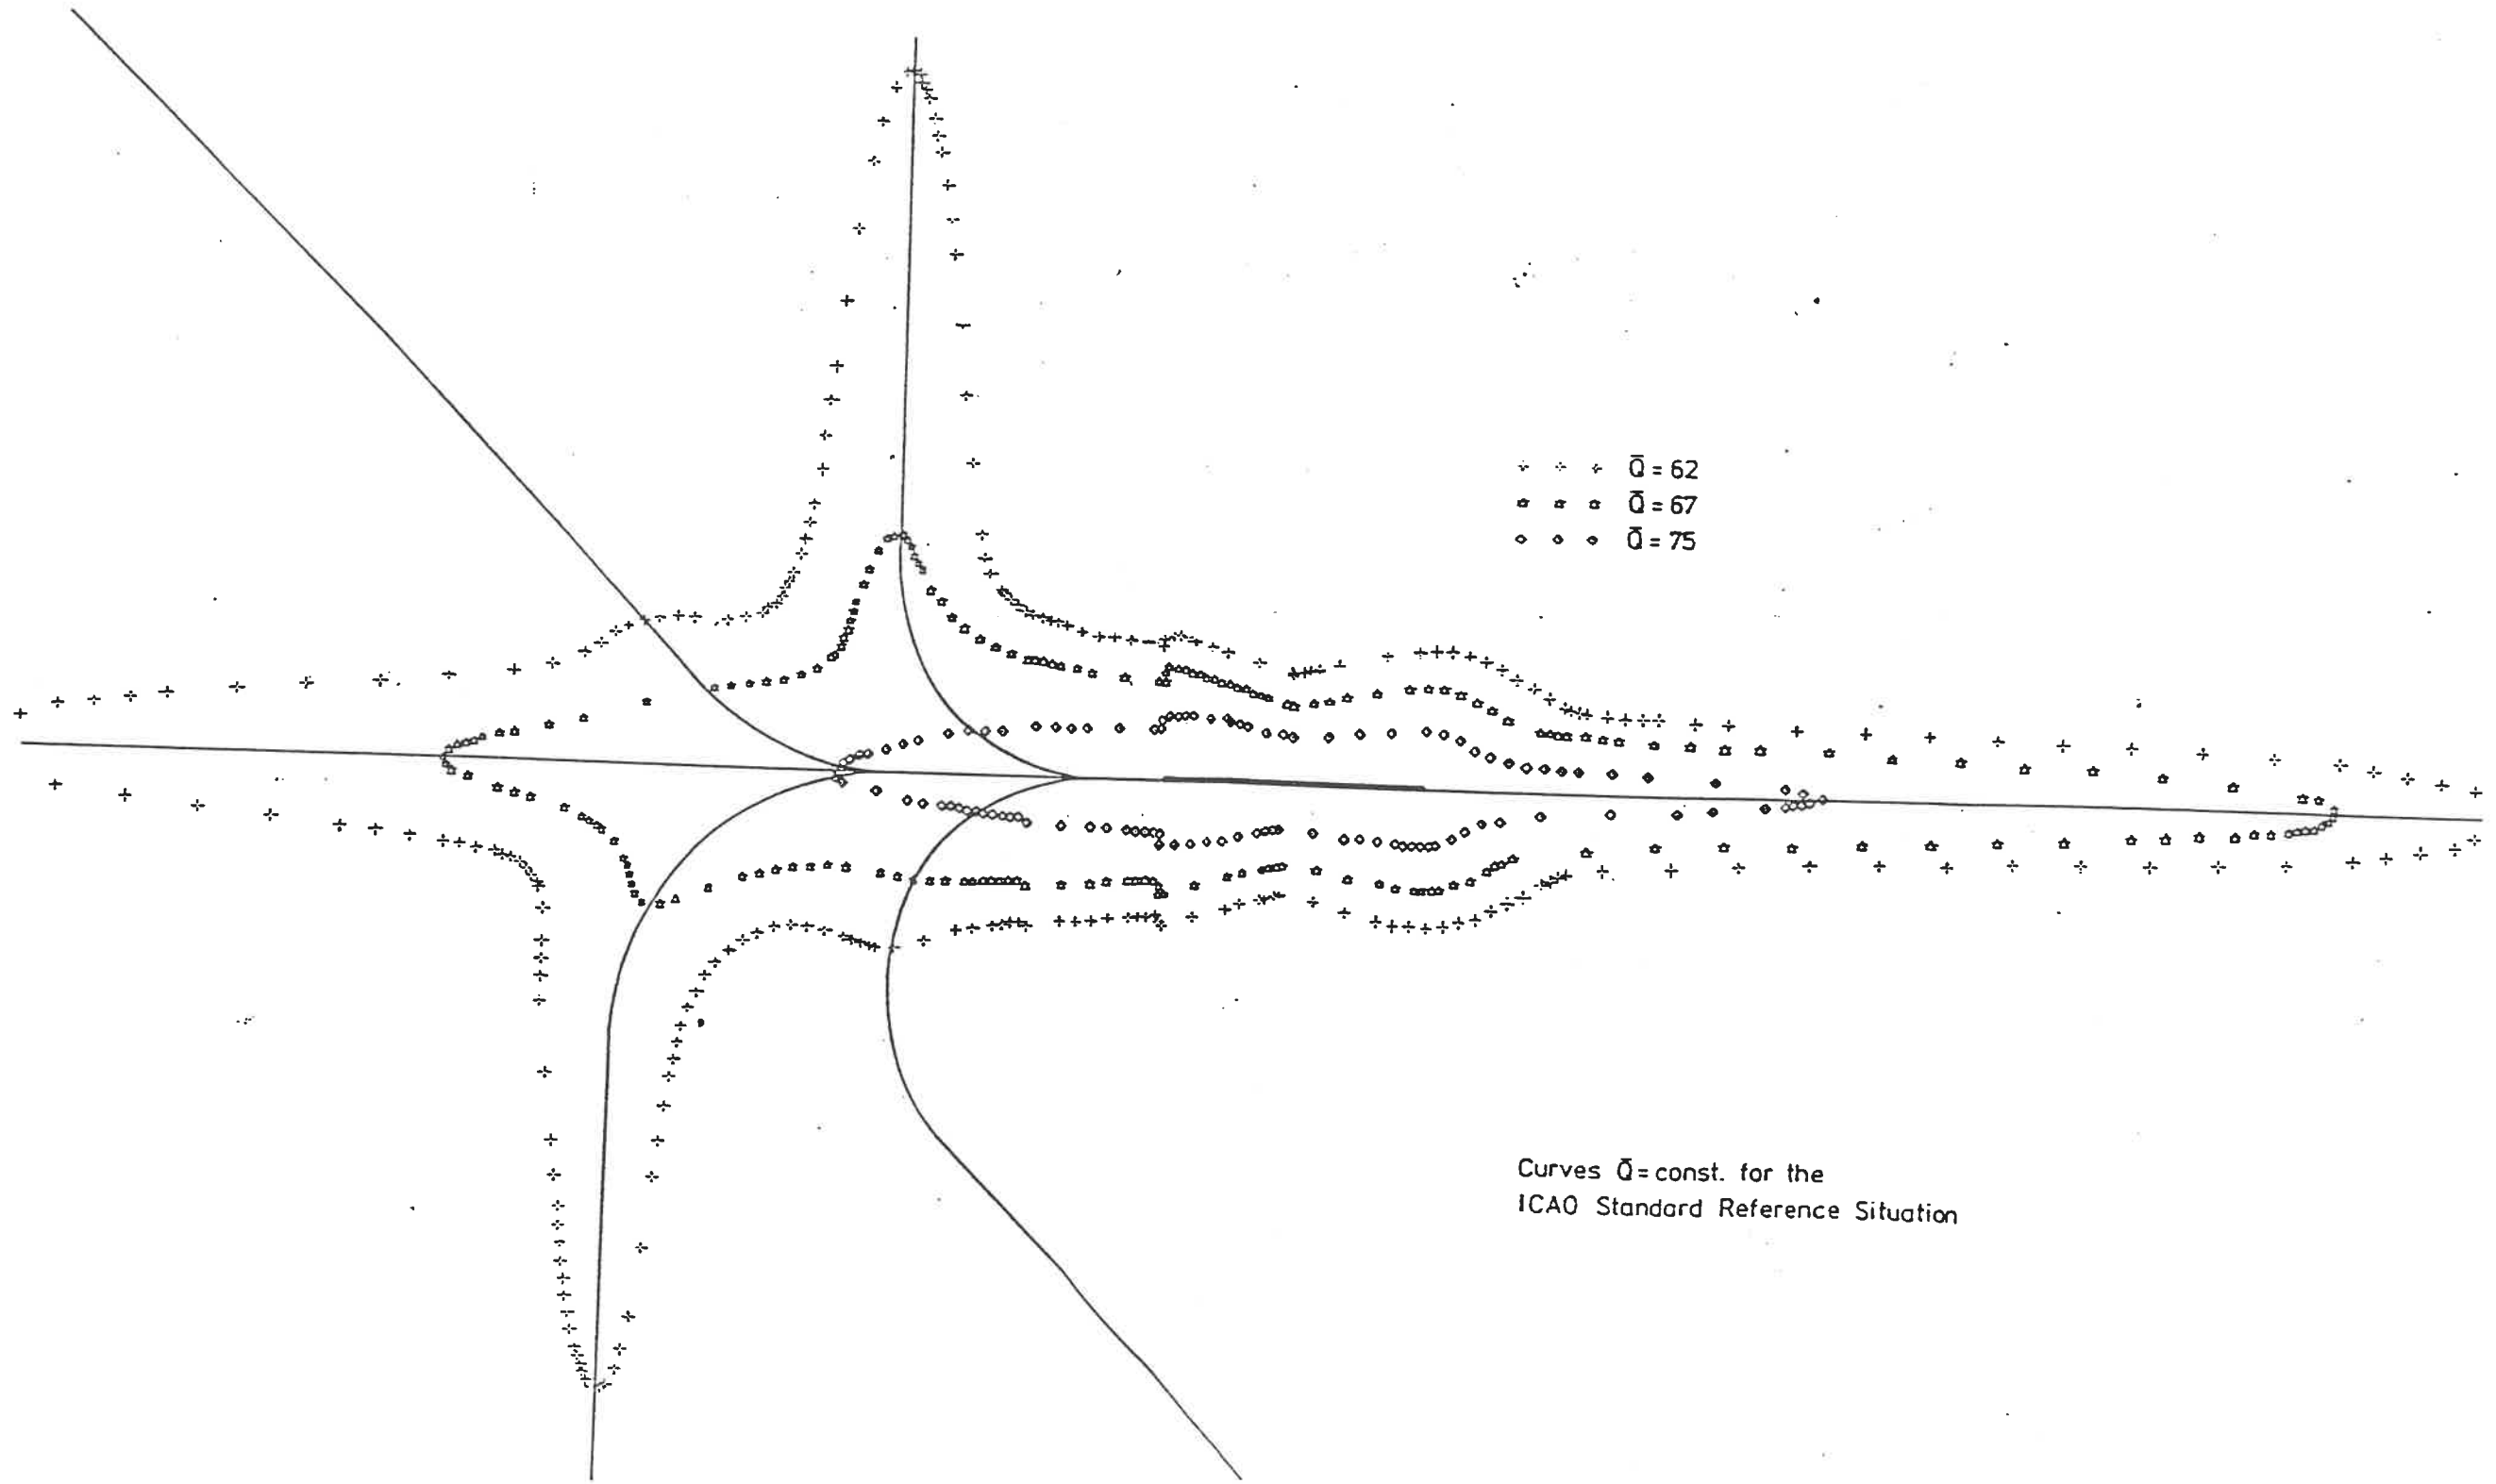 Q̄ = 62
Q̄ = 67
Q̄ = 75
Curves Q̄ = const. for the
ICAO Standard Reference Situation